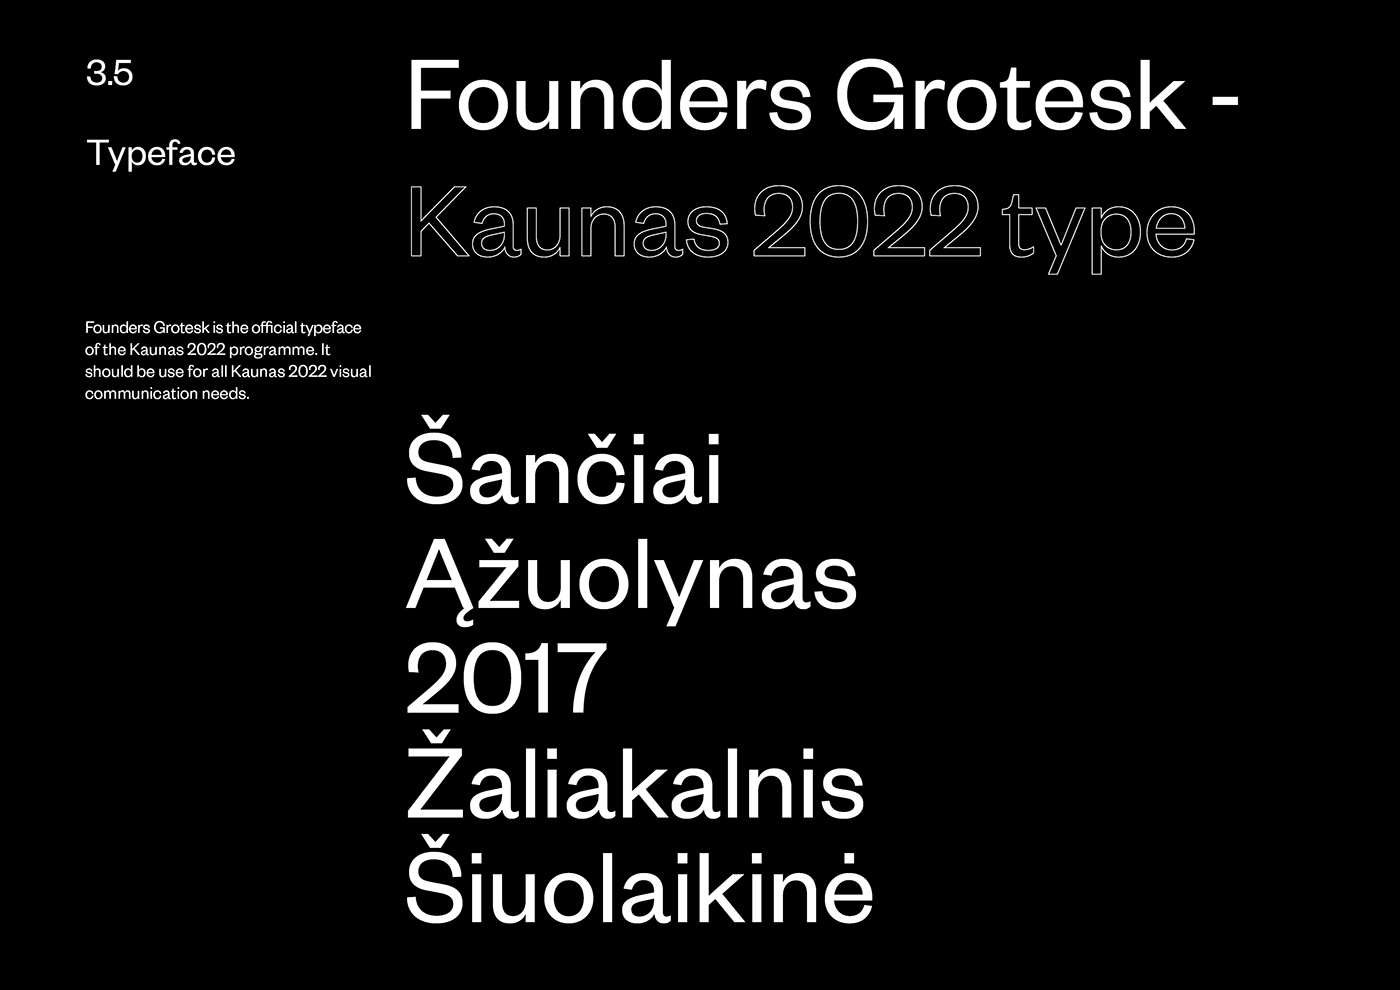 3.5
Typeface
Founders Grotesk -
Kaunas 2022 type
Founders Grotesk is the official typeface
of the Kaunas 2022 programme. It
should be use for all Kaunas 2022 visual
communication needs.
Šančiai
Ąžuolynas
2017
Žaliakalnis
Šiuolaikinė